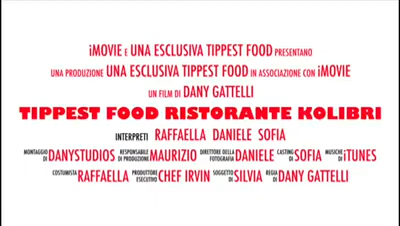 iMOVIE E UNA ESCLUSIVA TIPPEST FOOD PRESENTANO
UNA PRODUZIONE UNA ESCLUSIVA TIPPEST FOOD IN ASSOCIAZIONE CON iMOVIE
UN FILM DI DANY GATTELLI
TIPPEST FOOD RISTORANTE KOLIBRI
INTERPRETI RAFFAELLA DANIELE SOFIA
MONTAGGIO DI DANYSTUDIOS RESPONSABILE DI PRODUZIONE MAURIZIO DIRETTORE DELLA FOTOGRAFIA DANIELE CASTING DI SOFIA MUSICHE DI iTUNES
COSTUMISTA RAFFAELLA PRODUTTORE ESECUTIVO CHEF IRVIN SOGGETTO DI SILVIA REGIA DI DANY GATTELLI